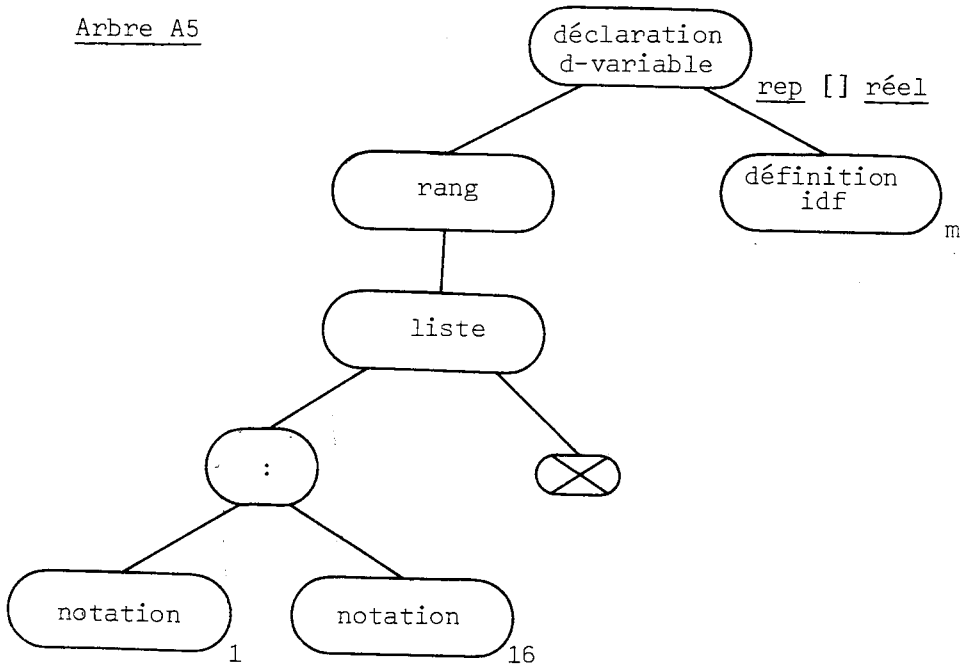 Arbre A5
déclaration
d-variable
rep [] réel
rang
définition
idf
m
liste
:
notation
1
notation
16